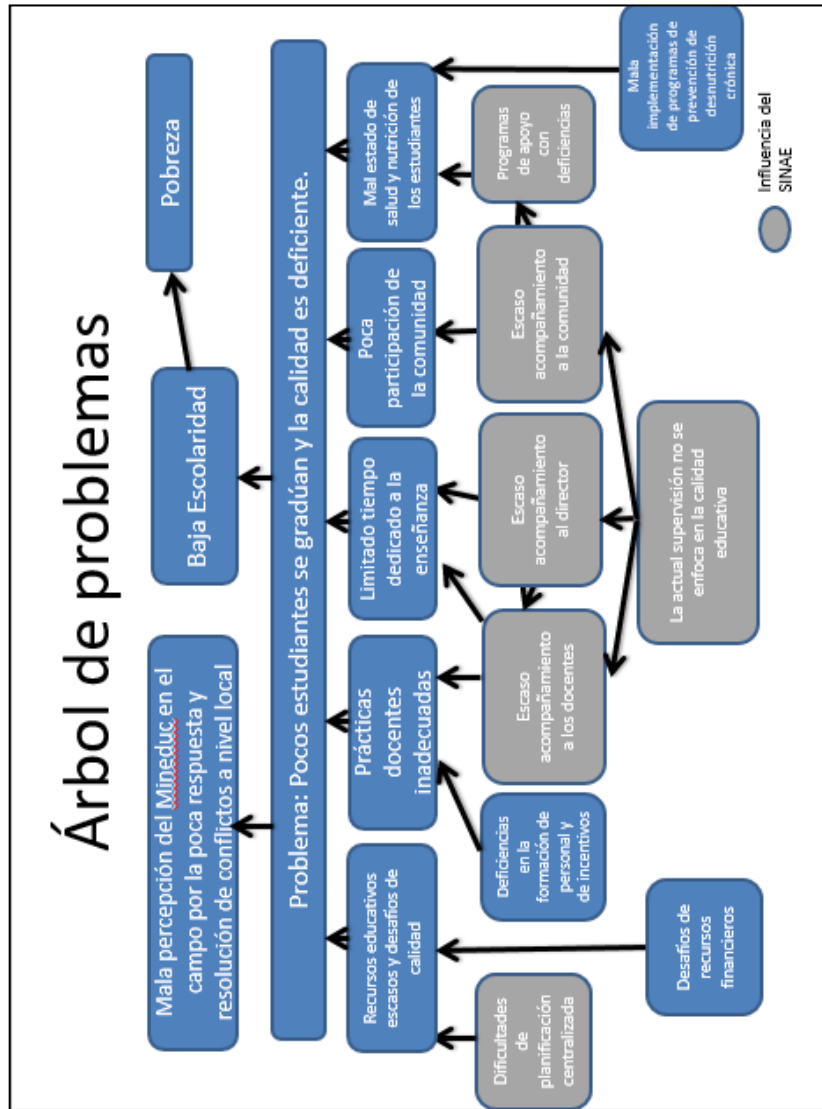 Árbol de problemas
Mala percepción del Mineduc en el
campo por la poca respuesta y
resolución de conflictos a nivel local
Baja Escolaridad
Pobreza
Problema: Pocos estudiantes se gradúan y la calidad es deficiente.
Recursos educativos
escasos y desafíos de
calidad
Prácticas
docentes
inadecuadas
Limitado tiempo
dedicado a la
enseñanza
Poca
participación de
la comunidad
Mal estado de
salud y nutrición de
los estudiantes
Dificultades
de
planificación
centralizada
Deficiencias
en la
formación de
personal y
de incentivos
Escaso
acompañamiento
a los docentes
Escaso
acompañamiento
al director
Escaso
acompañamiento
a la comunidad
Programas
de apoyo
con
deficiencias
Desafíos de
recursos
financieros
La actual supervisión no se
enfoca en la calidad
educativa
Mala
implementación
de programas de
prevención de
desnutrición
crónica
Influencia del
SINAE